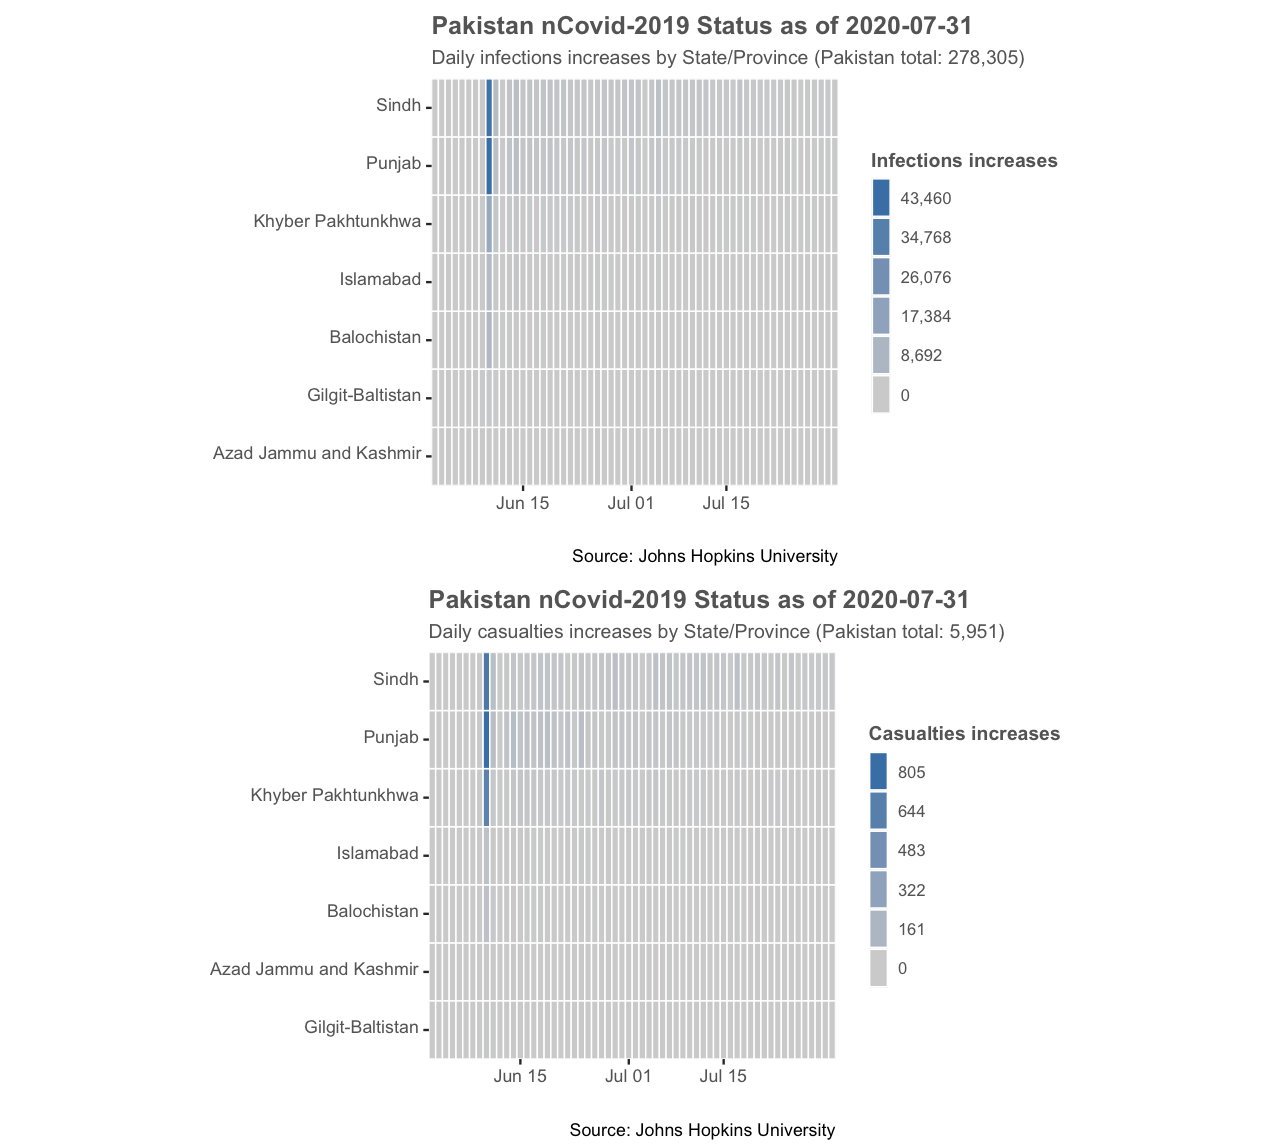 Pakistan nCovid-2019 Status as of 2020-07-31
Daily infections increases by State/Province (Pakistan total: 278,305)
Sindh
Punjab
Khyber Pakhtunkhwa
Islamabad
Balochistan
Gilgit-Baltistan
Azad Jammu and Kashmir
Jun 15
Jul 01
Jul 15
Infections increases
43,460
34,768
26,076
17,384
8,692
0
Source: Johns Hopkins University
Pakistan nCovid-2019 Status as of 2020-07-31
Daily casualties increases by State/Province (Pakistan total: 5,951)
Sindh
Punjab
Khyber Pakhtunkhwa
Islamabad
Balochistan
Azad Jammu and Kashmir
Gilgit-Baltistan
Jun 15
Jul 01
Jul 15
Casualties increases
805
644
483
322
161
0
Source: Johns Hopkins University